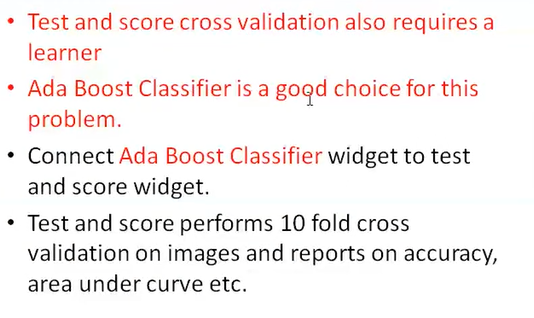 • Test and score cross validation also requires a
learner
• Ada Boost Classifier is a good choice for this
problem.
• Connect Ada Boost Classifier widget to test
and score widget.
• Test and score performs 10 fold cross
validation on images and reports on accuracy,
area under curve etc.